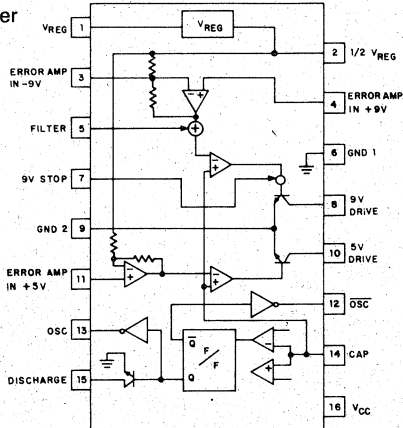 er
VREG 1
VREG
2 1/2 VREG
ERROR AMP
IN -9V
3
4 ERROR AMP
IN +9V
- +
FILTER 5
+
6 GND 1
9V STOP 7
8 9V
DRIVE
GND 2 9
10 5V
DRIVE
ERROR AMP
IN +5V
11
- +
- +
12 OSC
OSC 13
Q
F/F
Q
-
+
14 CAP
DISCHARGE 15
16 VCC